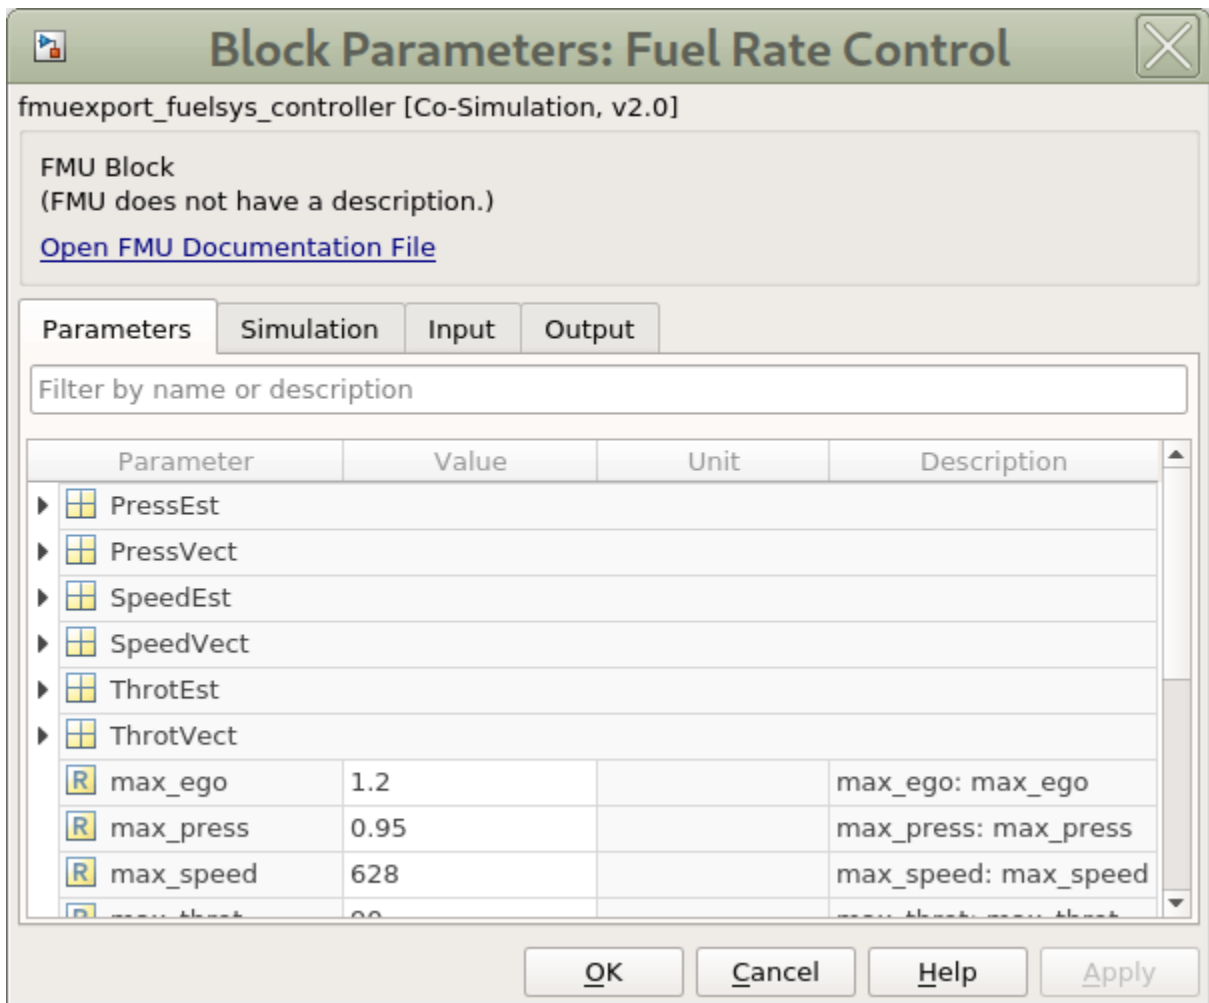 Block Parameters: Fuel Rate Control
fmuexport_fuelsys_controller [Co-Simulation, v2.0]
FMU Block
(FMU does not have a description.)
Open FMU Documentation File
Parameters Simulation Input Output
Filter by name or description
Parameter Value Unit Description
PressEst
PressVect
SpeedEst
SpeedVect
ThrotEst
ThrotVect
R max_ego 1.2 max_ego: max_ego
R max_press 0.95 max_press: max_press
R max_speed 628 max_speed: max_speed
OK Cancel Help Apply